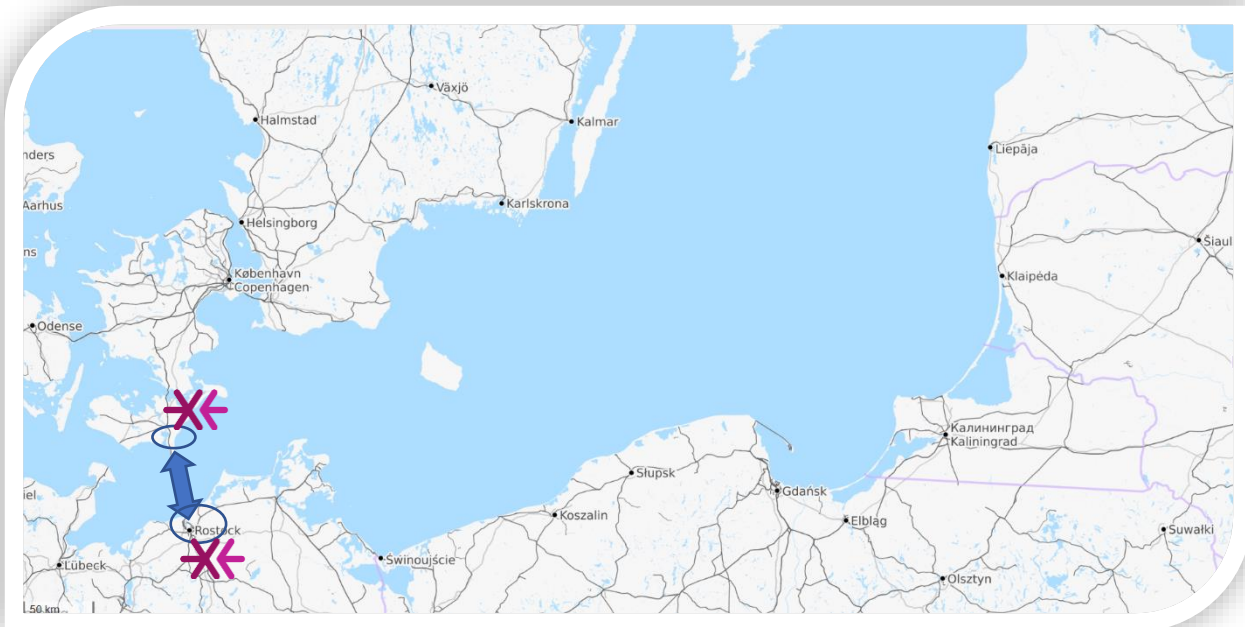 Växjö
Halmstad
Kalmar
nders
Liepāja
Aarhus
Karlskrona
Helsingborg
ns
Šiaul
København
Copenhagen
Klaipėda
Odense
Калининград
Kaliningrad
Słupsk
Gdańsk
iel
Koszalin
Elbląg
Rostock
Suwałki
Lübeck
Świnoujście
Olsztyn
50 km